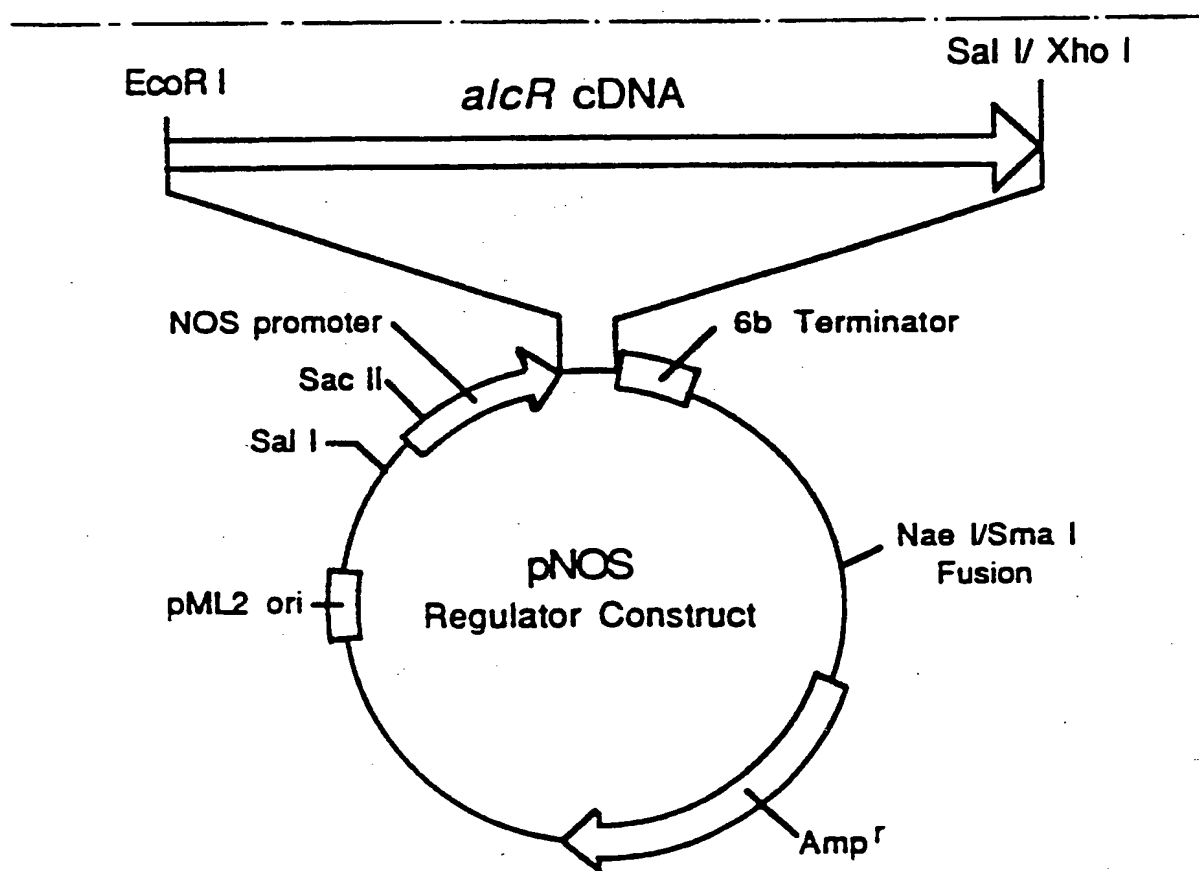 EcoR I
alcR cDNA
Sal I/ Xho I
NOS promoter
6b Terminator
Sac II
Sal I
Nae I/Sma I
Fusion
pNOS
Regulator Construct
pML2 ori
Amp r